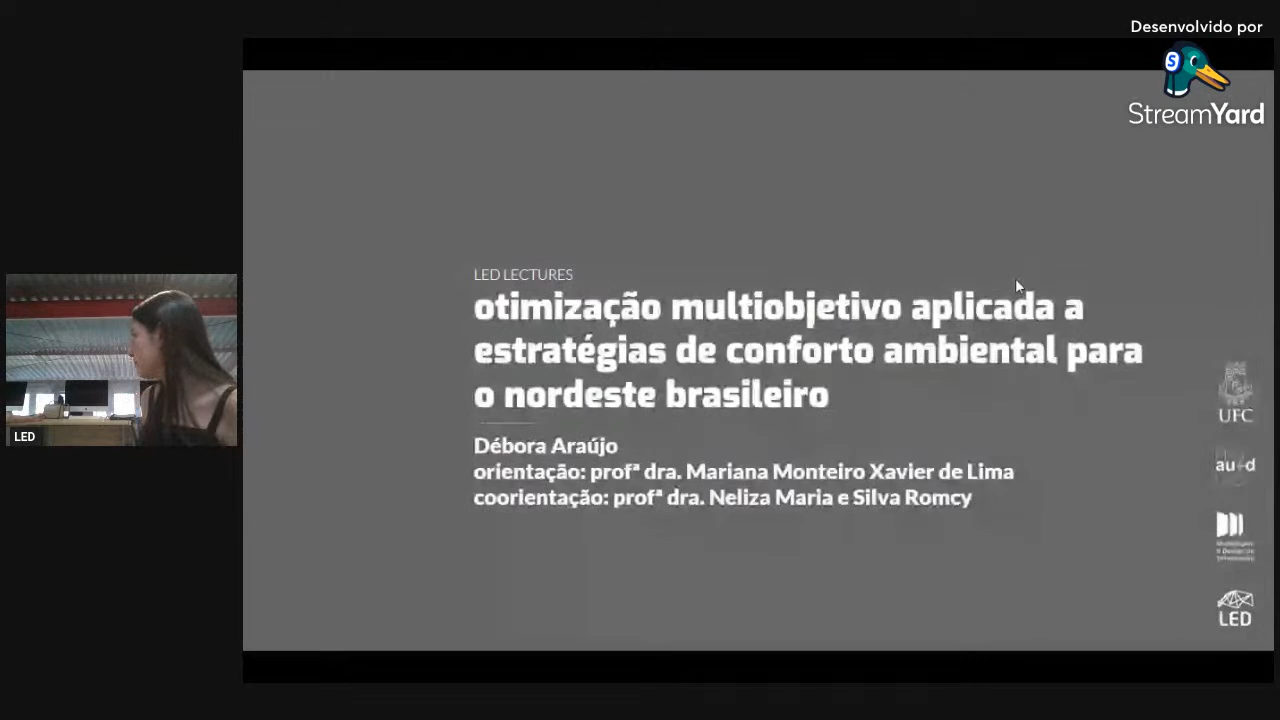 Desenvolvido por
StreamYard
LED LECTURES
otimização multiobjetivo aplicada a
estratégias de conforto ambiental para
o nordeste brasileiro
Débora Araújo
orientação: profª dra. Mariana Monteiro Xavier de Lima
coorientação: profª dra. Neliza Maria e Silva Romcy
UFC
au+d
LED
LED